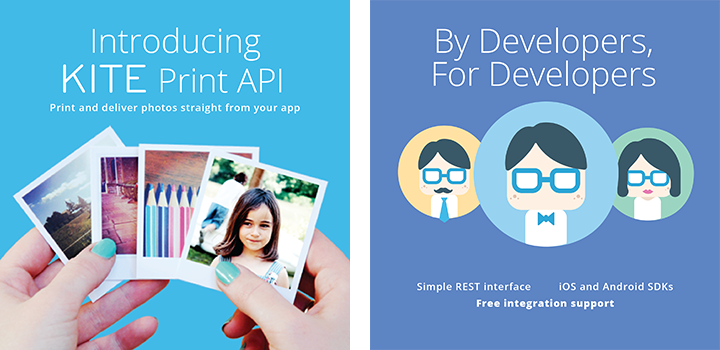 Introducing
KITE Print API
Print and deliver photos straight from your app
By Developers,
For Developers
Simple REST interface
iOS and Android SDKs
Free integration support